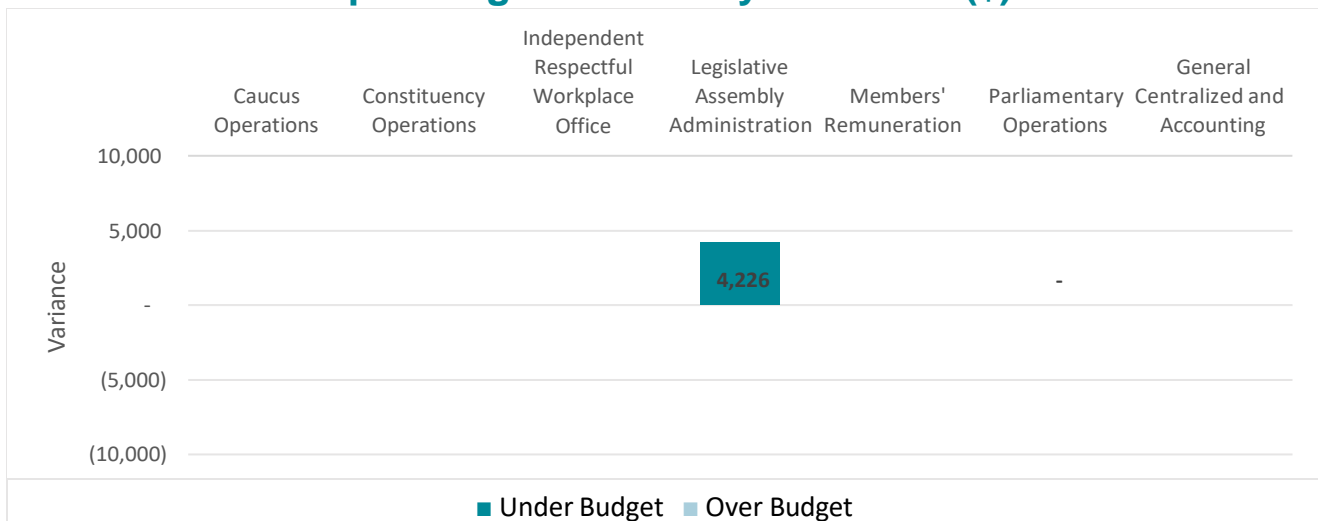 Caucus
Operations
Constituency
Operations
Independent
Respectful
Workplace
Office
Legislative
Assembly
Administration
Members'
Remuneration
Parliamentary
Operations
General
Centralized and
Accounting
10,000
5,000
-
(5,000)
(10,000)
Variance
4,226
-
Under Budget
Over Budget